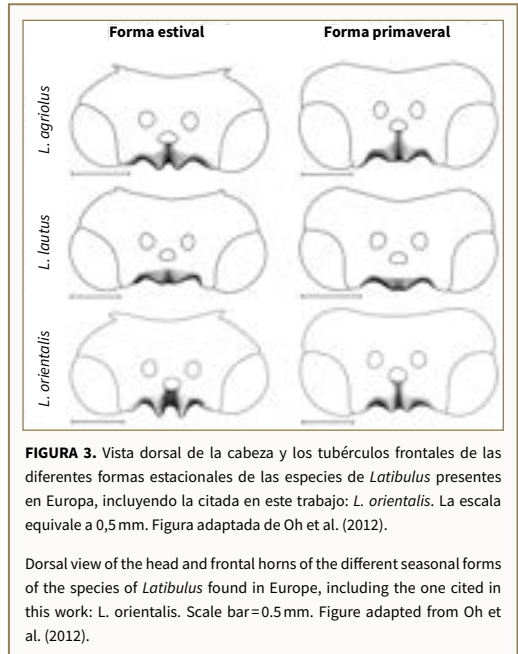 Forma estival Forma primaveral
L. agriolus
L. lautus
L. orientalis
FIGURA 3. Vista dorsal de la cabeza y los tubérculos frontales de las
diferentes formas estacionales de las especies de Latibulus presentes
en Europa, incluyendo la citada en este trabajo: L. orientalis. La escala
equivale a 0,5 mm. Figura adaptada de Oh et al. (2012).
Dorsal view of the head and frontal horns of the different seasonal forms
of the species of Latibulus found in Europe, including the one cited in
this work: L. orientalis. Scale bar=0.5 mm. Figure adapted from Oh et
al. (2012).